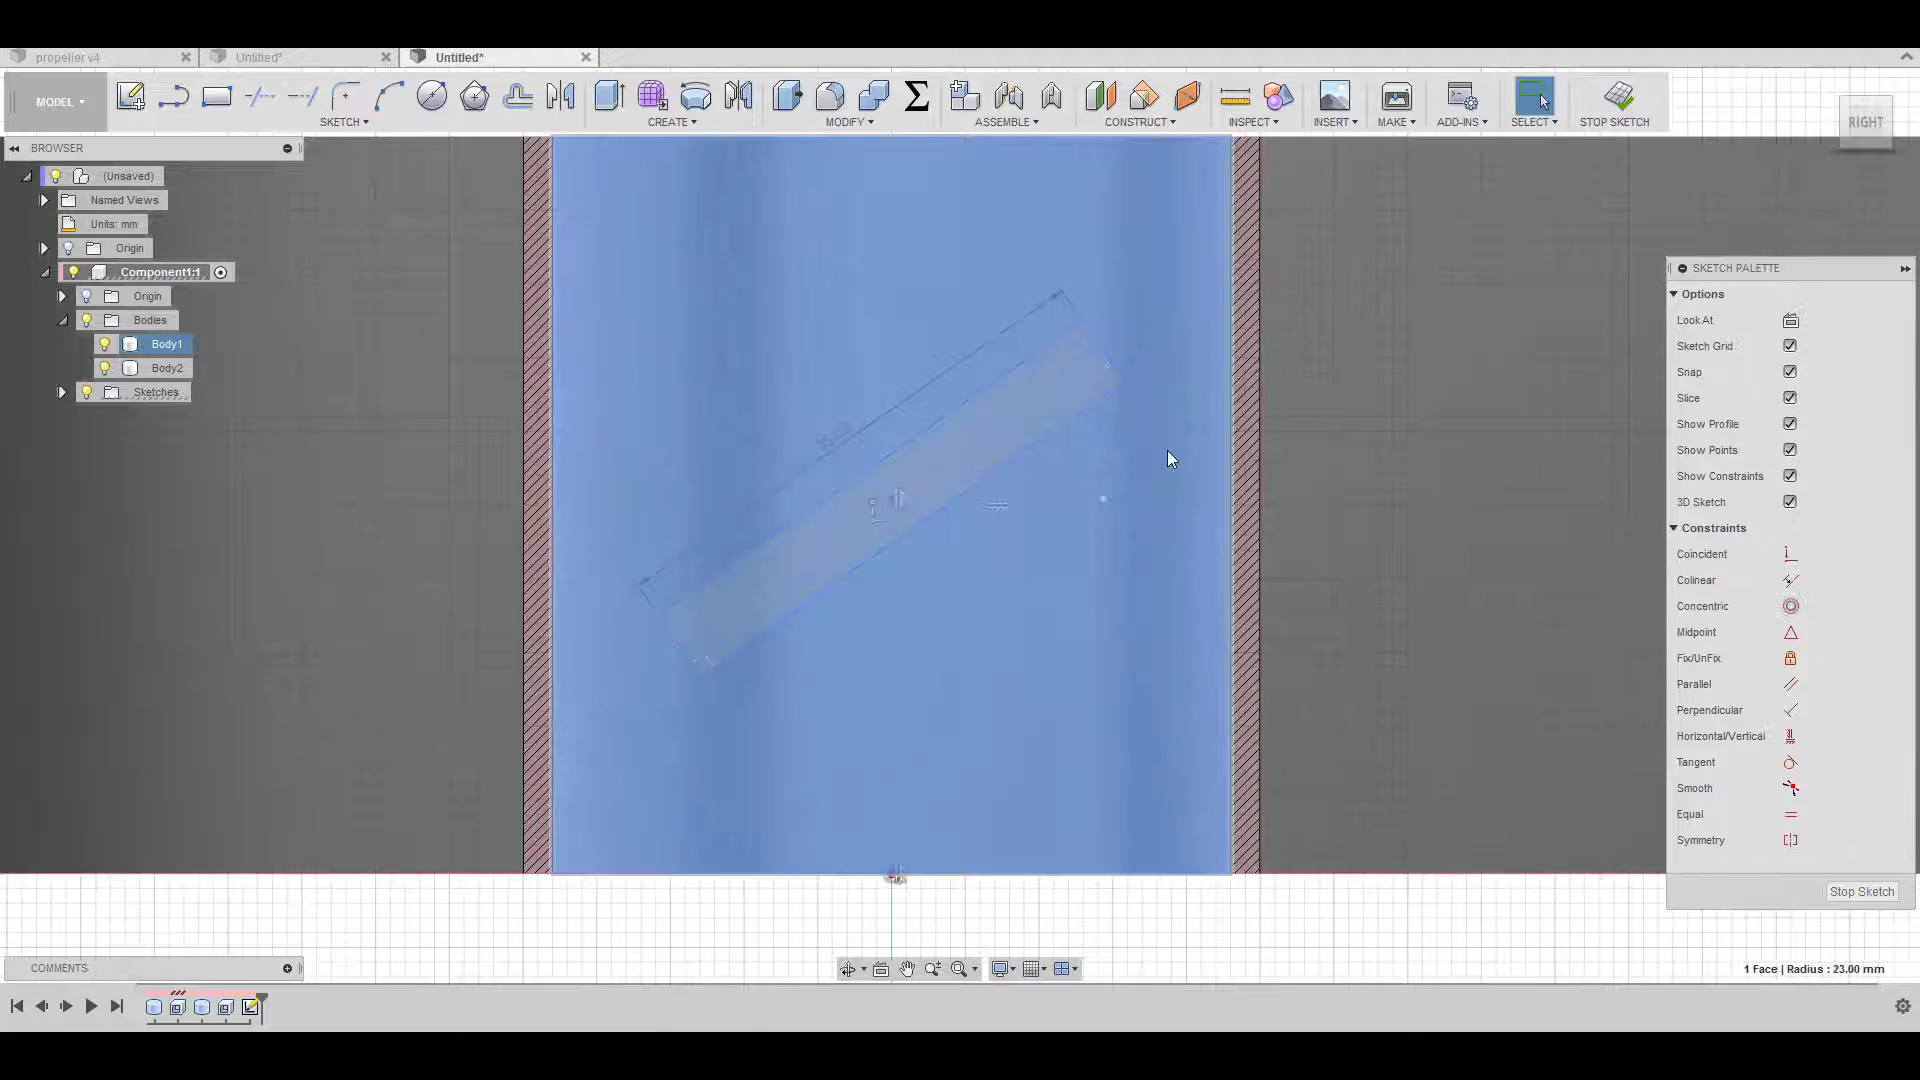 propelier v4
Untitled*
Untitled*
MODEL
SKETCH
CREATE
MODIFY
ASSEMBLE
CONSTRUCT
INSPECT
INSERT
MAKE
ADD-INS
SELECT
STOP SKETCH
RIGHT
BROWSER
(Unsaved)
Named Views
Units: mm
Origin
Component1:1
Origin
Bodies
Body1
Body2
Sketches
SKETCH PALETTE
Options
Look At
Sketch Grid
Snap
Slice
Show Profile
Show Points
Show Constraints
3D Sketch
Constraints
Coincident
Colinear
Concentric
Midpoint
Fix/UnFix
Parallel
Perpendicular
Horizontal/Vertical
Tangent
Smooth
Equal
Symmetry
Stop Sketch
COMMENTS
1 Face | Radius : 23.00 mm